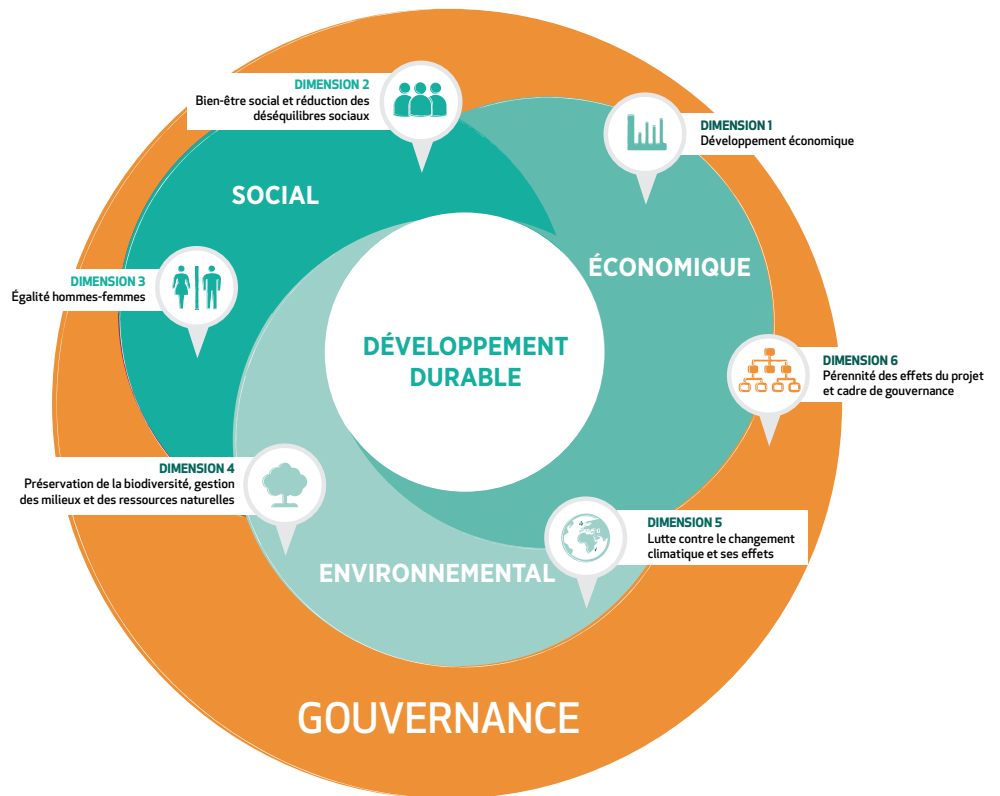 DIMENSION 2
Bien-être social et réduction des
déséquilibres sociaux
DIMENSION 1
Développement économique
SOCIAL
ÉCONOMIQUE
DIMENSION 3
Égalité hommes-femmes
DÉVELOPPEMENT
DURABLE
DIMENSION 6
Pérennité des effets du projet
et cadre de gouvernance
DIMENSION 4
Préservation de la biodiversité, gestion
des milieux et des ressources naturelles
DIMENSION 5
Lutte contre le changement
climatique et ses effets
ENVIRONNEMENTAL
GOUVERNANCE